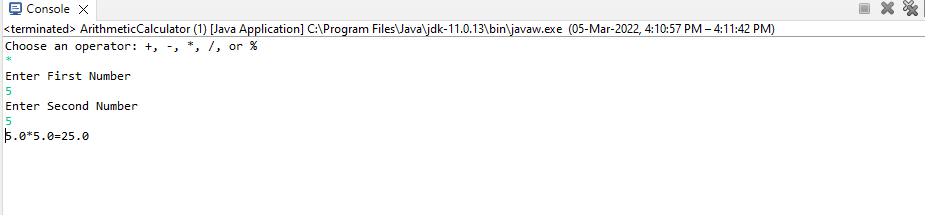 Console
<terminated> ArithmeticCalculator (1) [Java Application] C:\Program Files\Java\jdk-11.0.13\bin\javaw.exe (05-Mar-2022, 4:10:57 PM – 4:11:42 PM)
Choose an operator: +, -, *, /, or %
*
Enter First Number
5
Enter Second Number
5
5.0*5.0=25.0